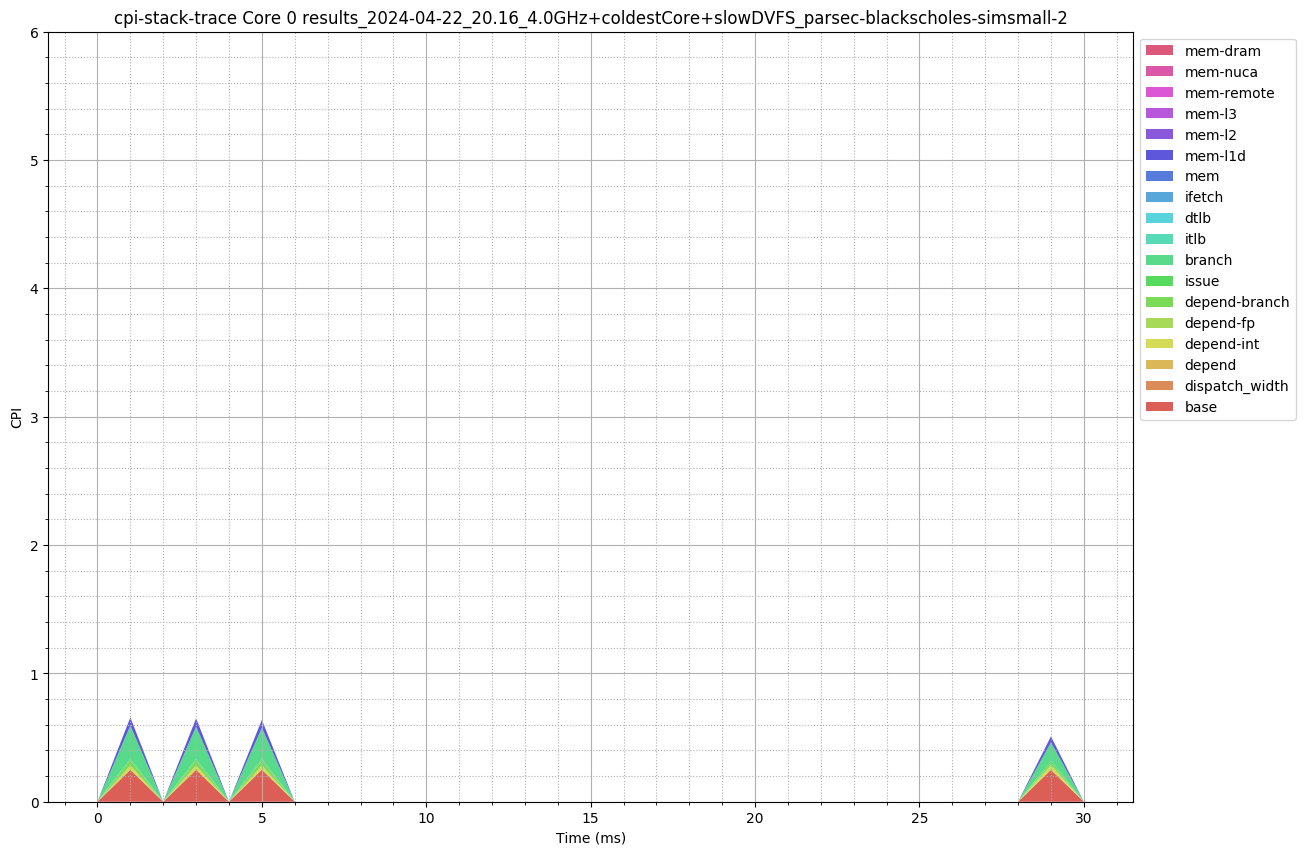 cpi-stack-trace Core 0 results_2024-04-22_20.16_4.0GHz+coldestCore+slowDVFS_parsec-blackscholes-simsmall-2
6
5
4
3
2
1
0
CPI
0 5 10 15 20 25 30
Time (ms)
mem-dram
mem-nuca
mem-remote
mem-l3
mem-l2
mem-l1d
mem
ifetch
dtlb
itlb
branch
issue
depend-branch
depend-fp
depend-int
depend
dispatch_width
base